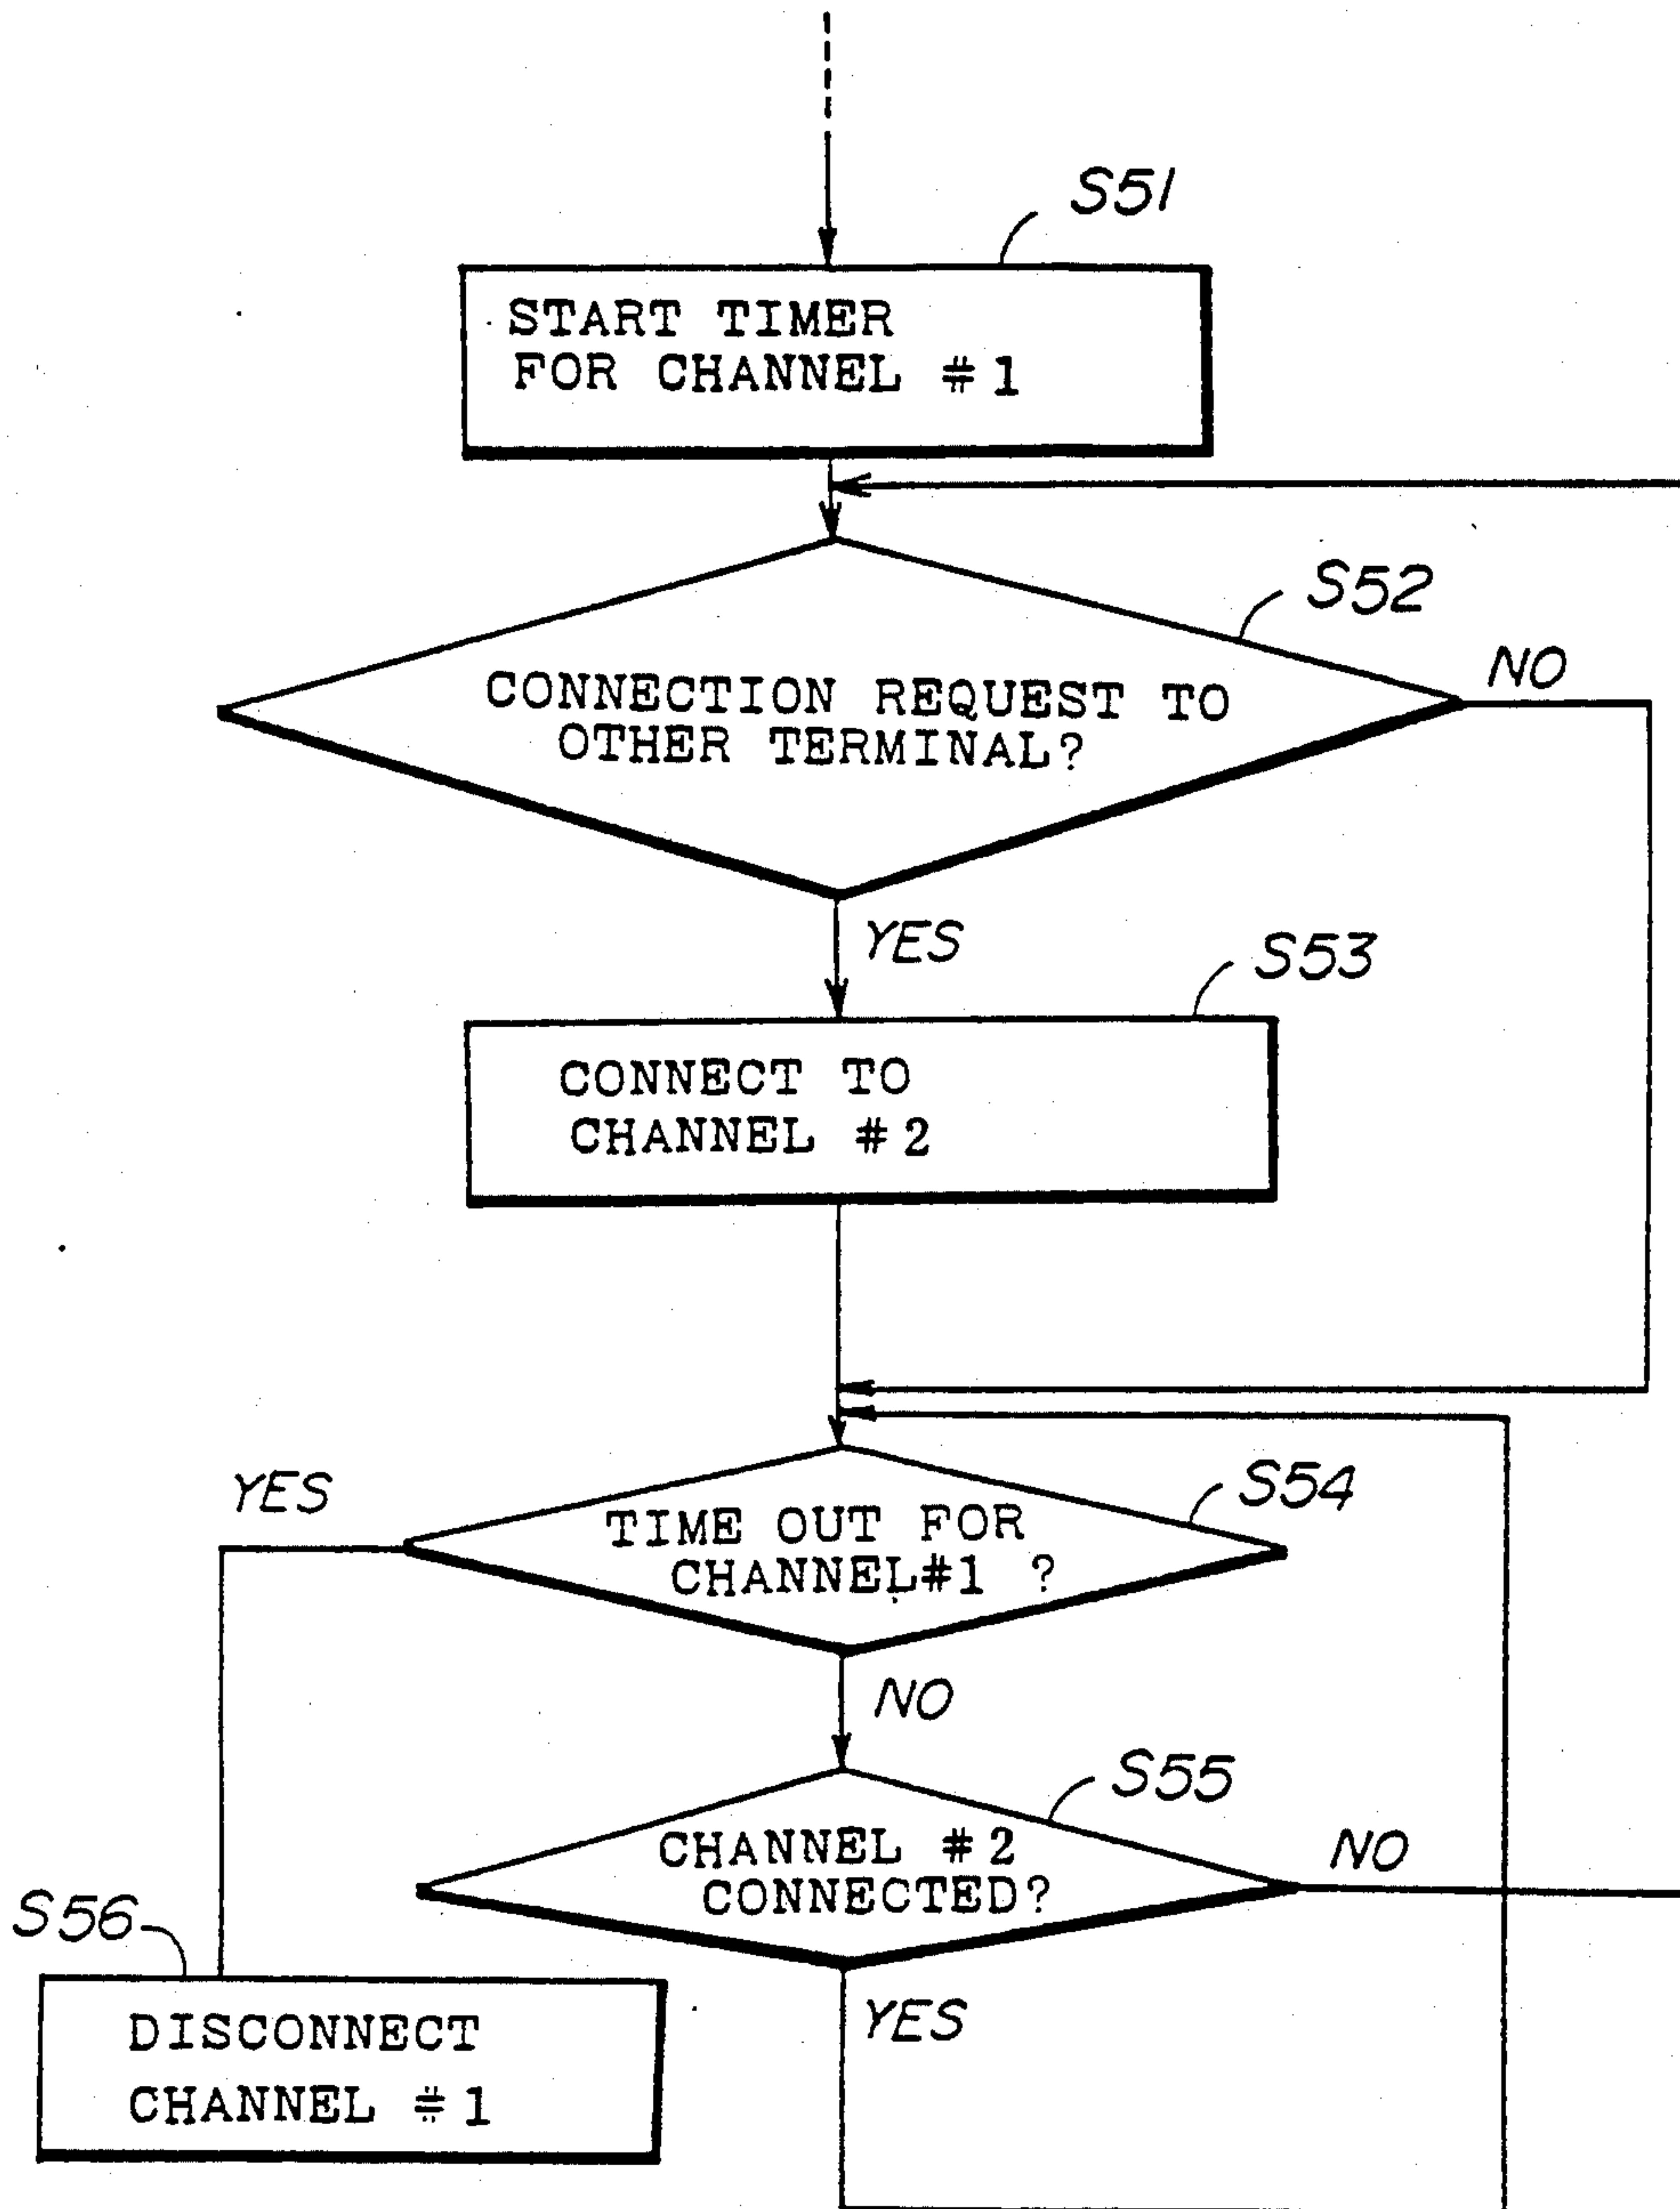 S51
START TIMER
FOR CHANNEL #1
S52
NO
CONNECTION REQUEST TO
OTHER TERMINAL?
YES
S53
CONNECT TO
CHANNEL #2
YES
S54
TIME OUT FOR
CHANNEL#1 ?
NO
S55
CHANNEL #2
CONNECTED?
NO
S56
YES
DISCONNECT
CHANNEL #1